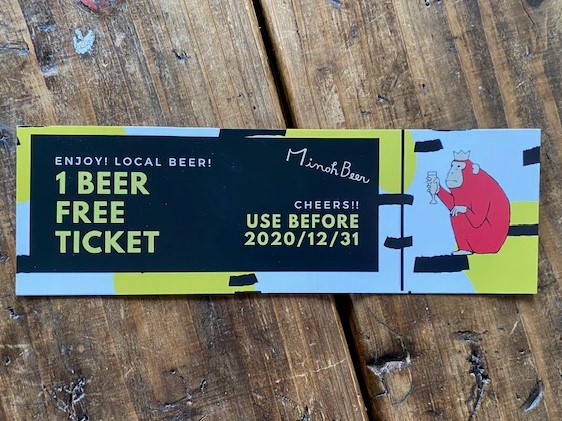 ENJOY! LOCAL BEER!
1 BEER
FREE
TICKET
Minoh Beer
CHEERS!!
USE BEFORE
2020/12/31